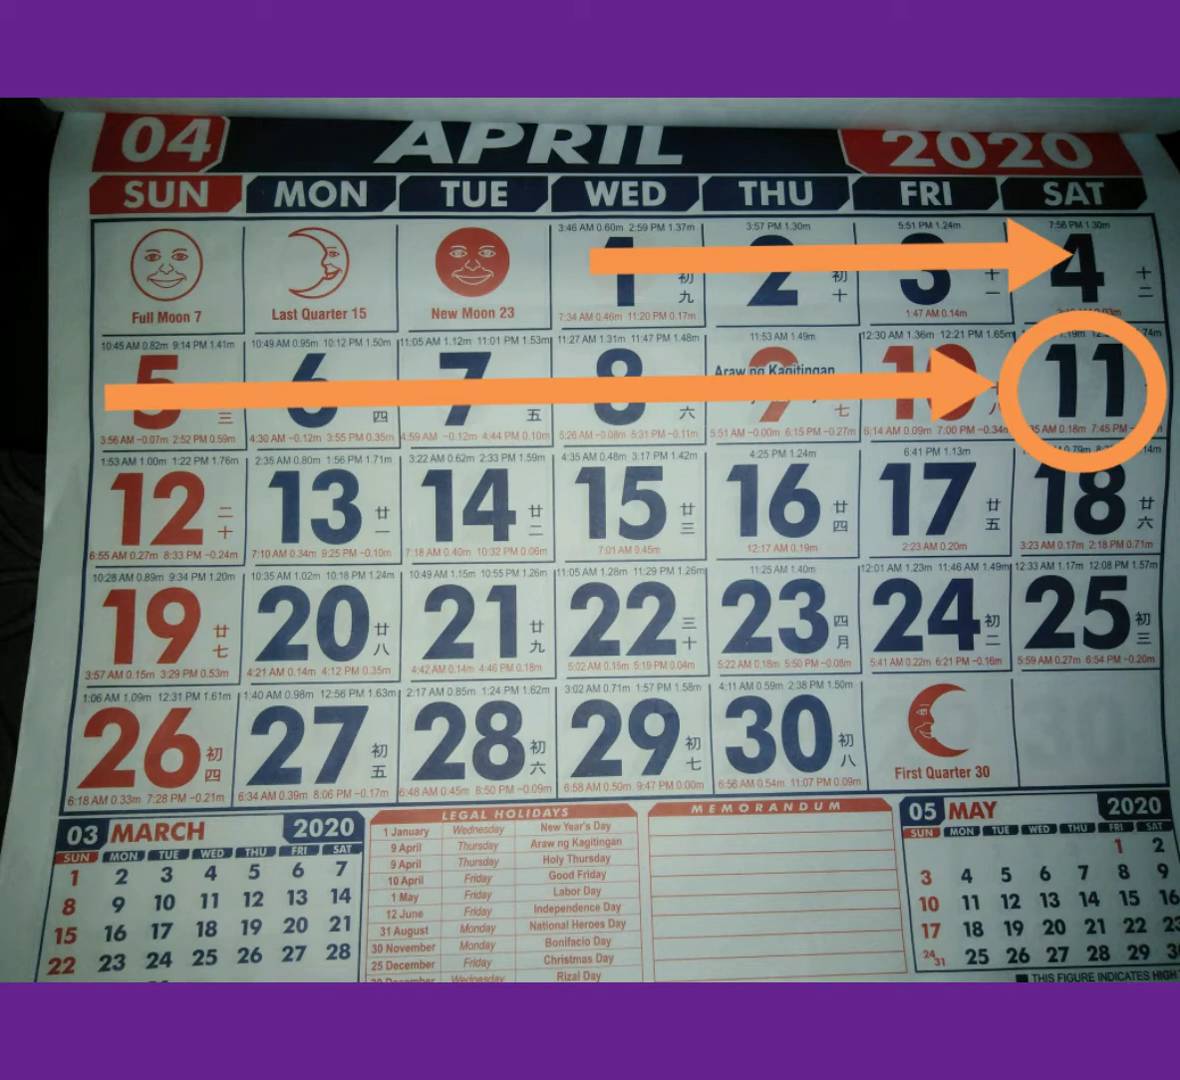 04 APRIL 2020
SUN MON TUE WED THU FRI SAT
3:46 AM 0.60m 2:59 PM 1.37m 3:57 PM 1.30m 5:51 PM 1.24m 7:56 PM 1.30m
1 初九 2 初十 3 十一 4 十二
Full Moon 7 Last Quarter 15 New Moon 23 7:34 AM 0.46m 11:20 PM 0.17m 1:47 AM 0.14m
10:45 AM 0.82m 9:14 PM 1.41m 10:49 AM 0.95m 10:12 PM 1.50m 11:05 AM 1.12m 11:01 PM 1.53m 11:27 AM 1.31m 11:47 PM 1.48m 11:53 AM 1.49m 12:30 AM 1.36m 12:21 PM 1.65m
Araw ng Kagitingan
5 三 6 四 7 五 8 六 9 七 10 八 11
3:56 AM -0.07m 2:52 PM 0.59m 4:30 AM -0.12m 3:55 PM 0.35m 4:59 AM -0.12m 4:44 PM 0.10m 5:26 AM -0.08m 5:31 PM -0.11m 5:51 AM -0.00m 6:15 PM -0.27m 6:14 AM 0.09m 7:00 PM -0.34m AM 0.18m 7:45 PM
1:53 AM 1.00m 1:22 PM 1.76m 2:35 AM 0.80m 1:56 PM 1.71m 3:22 AM 0.62m 2:33 PM 1.59m 4:35 AM 0.48m 3:17 PM 1.42m 4:25 PM 1.24m 6:41 PM 1.13m
12 二十 13 廿一 14 廿二 15 廿三 16 廿四 17 廿五 18 廿六
6:55 AM 0.27m 8:33 PM -0.24m 7:10 AM 0.34m 9:25 PM -0.10m 7:18 AM 0.40m 10:32 PM 0.06m 7:01 AM 0.45m 12:17 AM 0.19m 2:23 AM 0.20m 3:23 AM 0.17m 2:18 PM 0.71m
10:28 AM 0.89m 9:34 PM 1.20m 10:35 AM 1.02m 10:18 PM 1.24m 10:49 AM 1.15m 10:55 PM 1.26m 11:05 AM 1.28m 11:29 PM 1.26m 11:25 AM 1.40m 12:01 AM 1.23m 11:46 AM 1.49m 12:33 AM 1.17m 12:08 PM 1.57m
19 廿七 20 廿八 21 廿九 22 三十 23 四月 24 初二 25 初三
3:57 AM 0.15m 3:29 PM 0.53m 4:21 AM 0.14m 4:12 PM 0.35m 4:42 AM 0.14m 4:46 PM 0.18m 5:02 AM 0.15m 5:19 PM 0.04m 5:22 AM 0.18m 5:50 PM -0.08m 5:41 AM 0.22m 6:21 PM -0.16m 5:59 AM 0.27m 6:54 PM -0.20m
1:06 AM 1.09m 12:31 PM 1.61m 1:40 AM 0.98m 12:56 PM 1.63m 2:17 AM 0.85m 1:24 PM 1.62m 3:02 AM 0.71m 1:57 PM 1.58m 4:11 AM 0.59m 2:38 PM 1.50m
26 初四 27 初五 28 初六 29 初七 30 初八 First Quarter 30
6:18 AM 0.33m 7:28 PM -0.21m 6:34 AM 0.39m 8:06 PM -0.17m 6:48 AM 0.45m 8:50 PM -0.09m 6:58 AM 0.50m 9:47 PM 0.00m 6:56 AM 0.54m 11:07 PM 0.09m
03 MARCH 2020
SUN MON TUE WED THU FRI SAT
1 2 3 4 5 6 7
8 9 10 11 12 13 14
15 16 17 18 19 20 21
22 23 24 25 26 27 28
LEGAL HOLIDAYS
1 January Wednesday New Year's Day
9 April Thursday Araw ng Kagitingan
9 April Thursday Holy Thursday
10 April Friday Good Friday
1 May Friday Labor Day
12 June Friday Independence Day
31 August Monday National Heroes Day
30 November Monday Bonifacio Day
25 December Friday Christmas Day
30 December Wednesday Rizal Day
MEMORANDUM
05 MAY 2020
SUN MON TUE WED THU FRI SAT
1 2
3 4 5 6 7 8 9
10 11 12 13 14 15 16
17 18 19 20 21 22 23
24/31 25 26 27 28 29
THIS FIGURE INDICATES HIGH